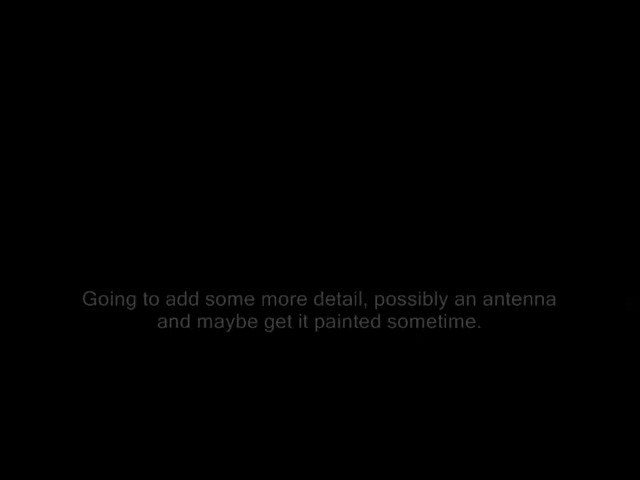 Going to add some more detail, possibly an antenna
and maybe get it painted sometime.